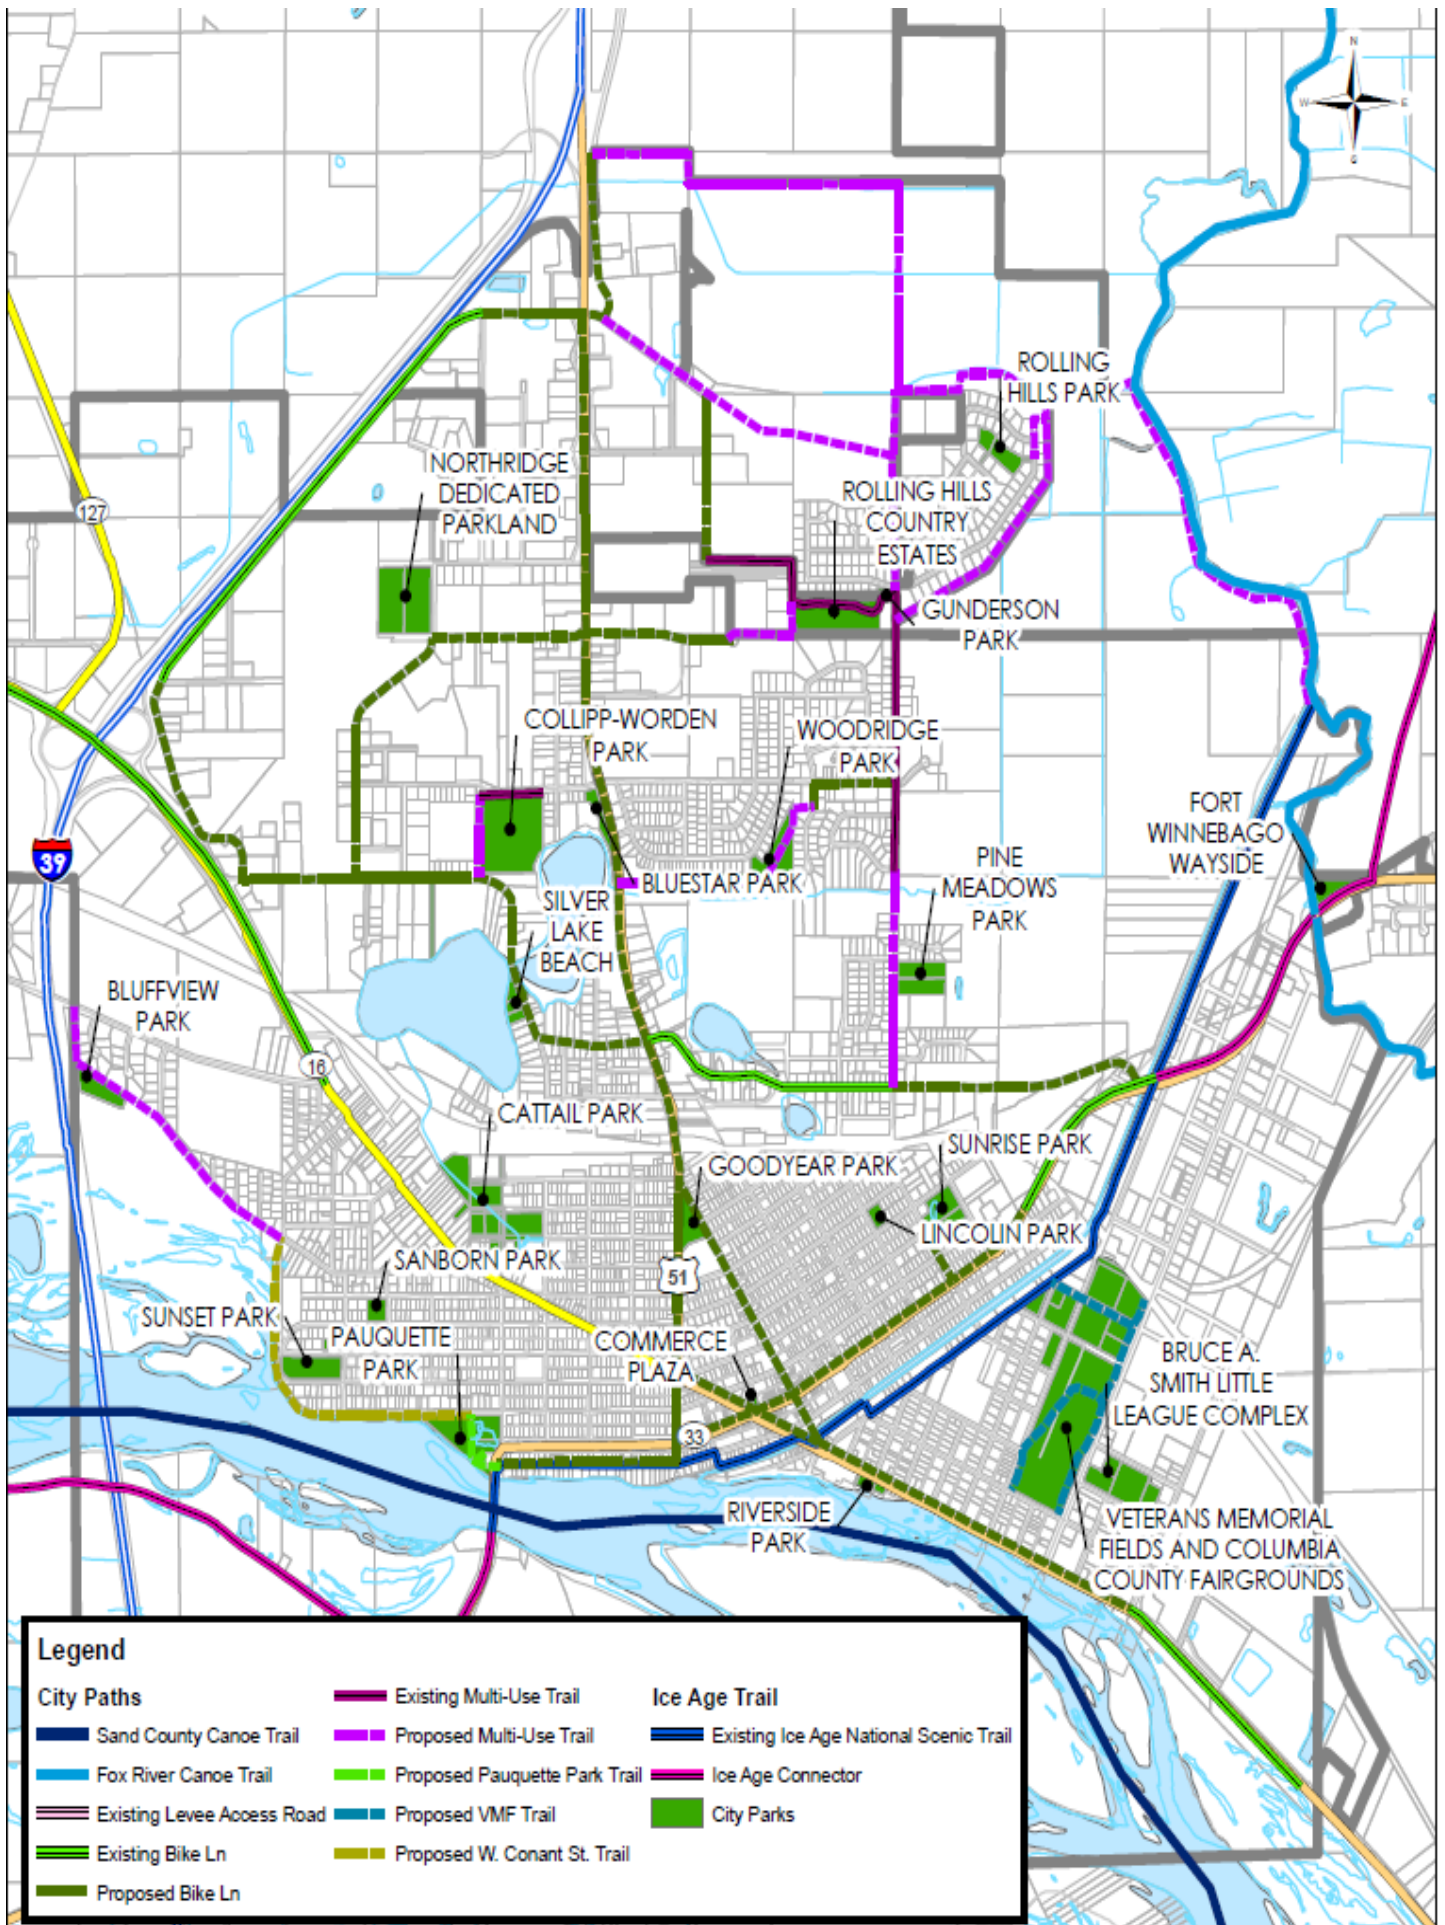 N
W
E
S
ROLLING
HILLS PARK
NORTHRIDGE
DEDICATED
PARKLAND
ROLLING HILLS
COUNTRY
ESTATES
127
GUNDERSON
PARK
COLLIPP-WORDEN
PARK
WOODRIDGE
PARK
FORT
WINNEBAGO
WAYSIDE
39
PINE
MEADOWS
PARK
BLUESTAR PARK
SILVER
LAKE
BEACH
BLUFFVIEW
PARK
16
CATTAIL PARK
SUNRISE PARK
GOODYEAR PARK
LINCOLIN PARK
SANBORN PARK
51
SUNSET PARK
PAUQUETTE
PARK
COMMERCE
PLAZA
BRUCE A.
SMITH LITTLE
LEAGUE COMPLEX
33
RIVERSIDE
PARK
VETERANS MEMORIAL
FIELDS AND COLUMBIA
COUNTY FAIRGROUNDS
Legend
City Paths
Sand County Canoe Trail
Fox River Canoe Trail
Existing Levee Access Road
Existing Bike Ln
Proposed Bike Ln
Existing Multi-Use Trail
Proposed Multi-Use Trail
Proposed Pauquette Park Trail
Proposed VMF Trail
Proposed W. Conant St. Trail
Ice Age Trail
Existing Ice Age National Scenic Trail
Ice Age Connector
City Parks